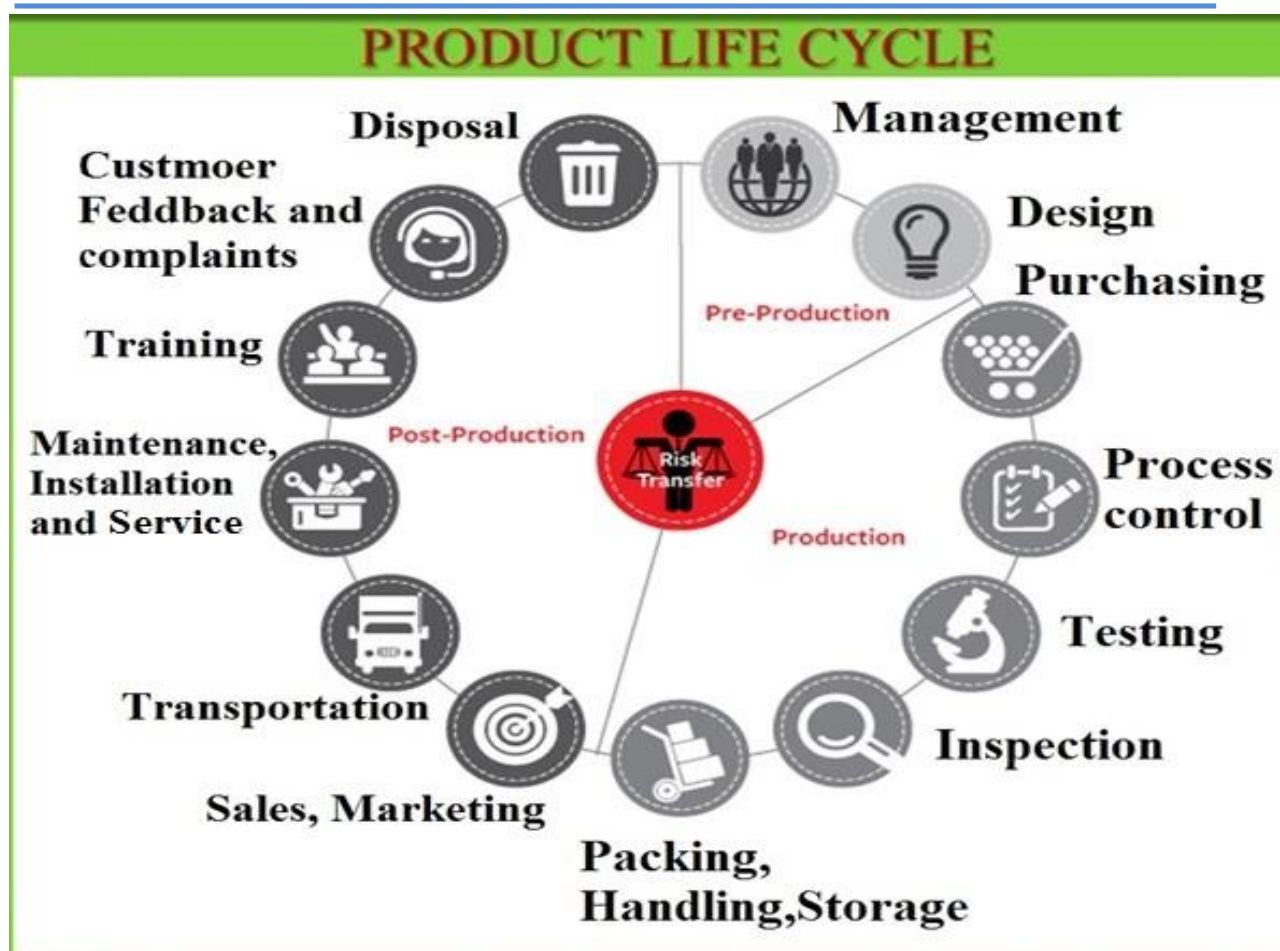 PRODUCT LIFE CYCLE
Management
Design
Purchasing
Process
control
Testing
Inspection
Packing,
Handling,Storage
Sales, Marketing
Transportation
Maintenance,
Installation
and Service
Training
Custmoer
Feddback and
complaints
Disposal
Pre-Production
Production
Post-Production
Risk
Transfer